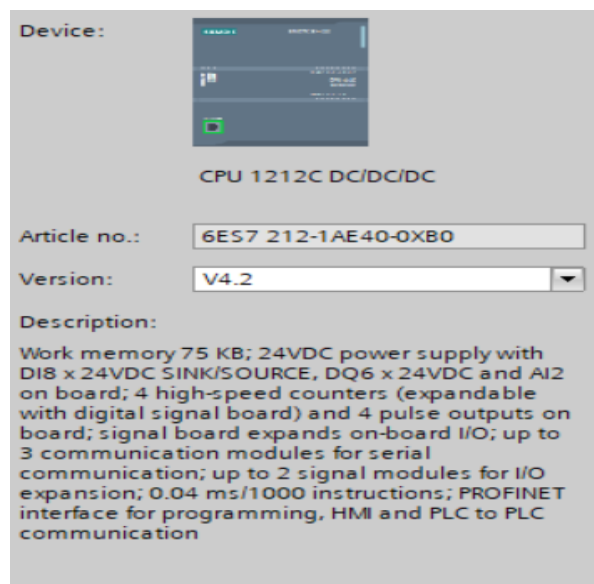 Device:
SIEMENS
CPU 1212C DC/DC/DC
Article no.: 6ES7 212-1AE40-0XB0
Version: V4.2
Description:
Work memory 75 KB; 24VDC power supply with
DI8 x 24VDC SINK/SOURCE, DQ6 x 24VDC and AI2
on board; 4 high-speed counters (expandable
with digital signal board) and 4 pulse outputs on
board; signal board expands on-board I/O; up to
3 communication modules for serial
communication; up to 2 signal modules for I/O
expansion; 0.04 ms/1000 instructions; PROFINET
interface for programming, HMI and PLC to PLC
communication